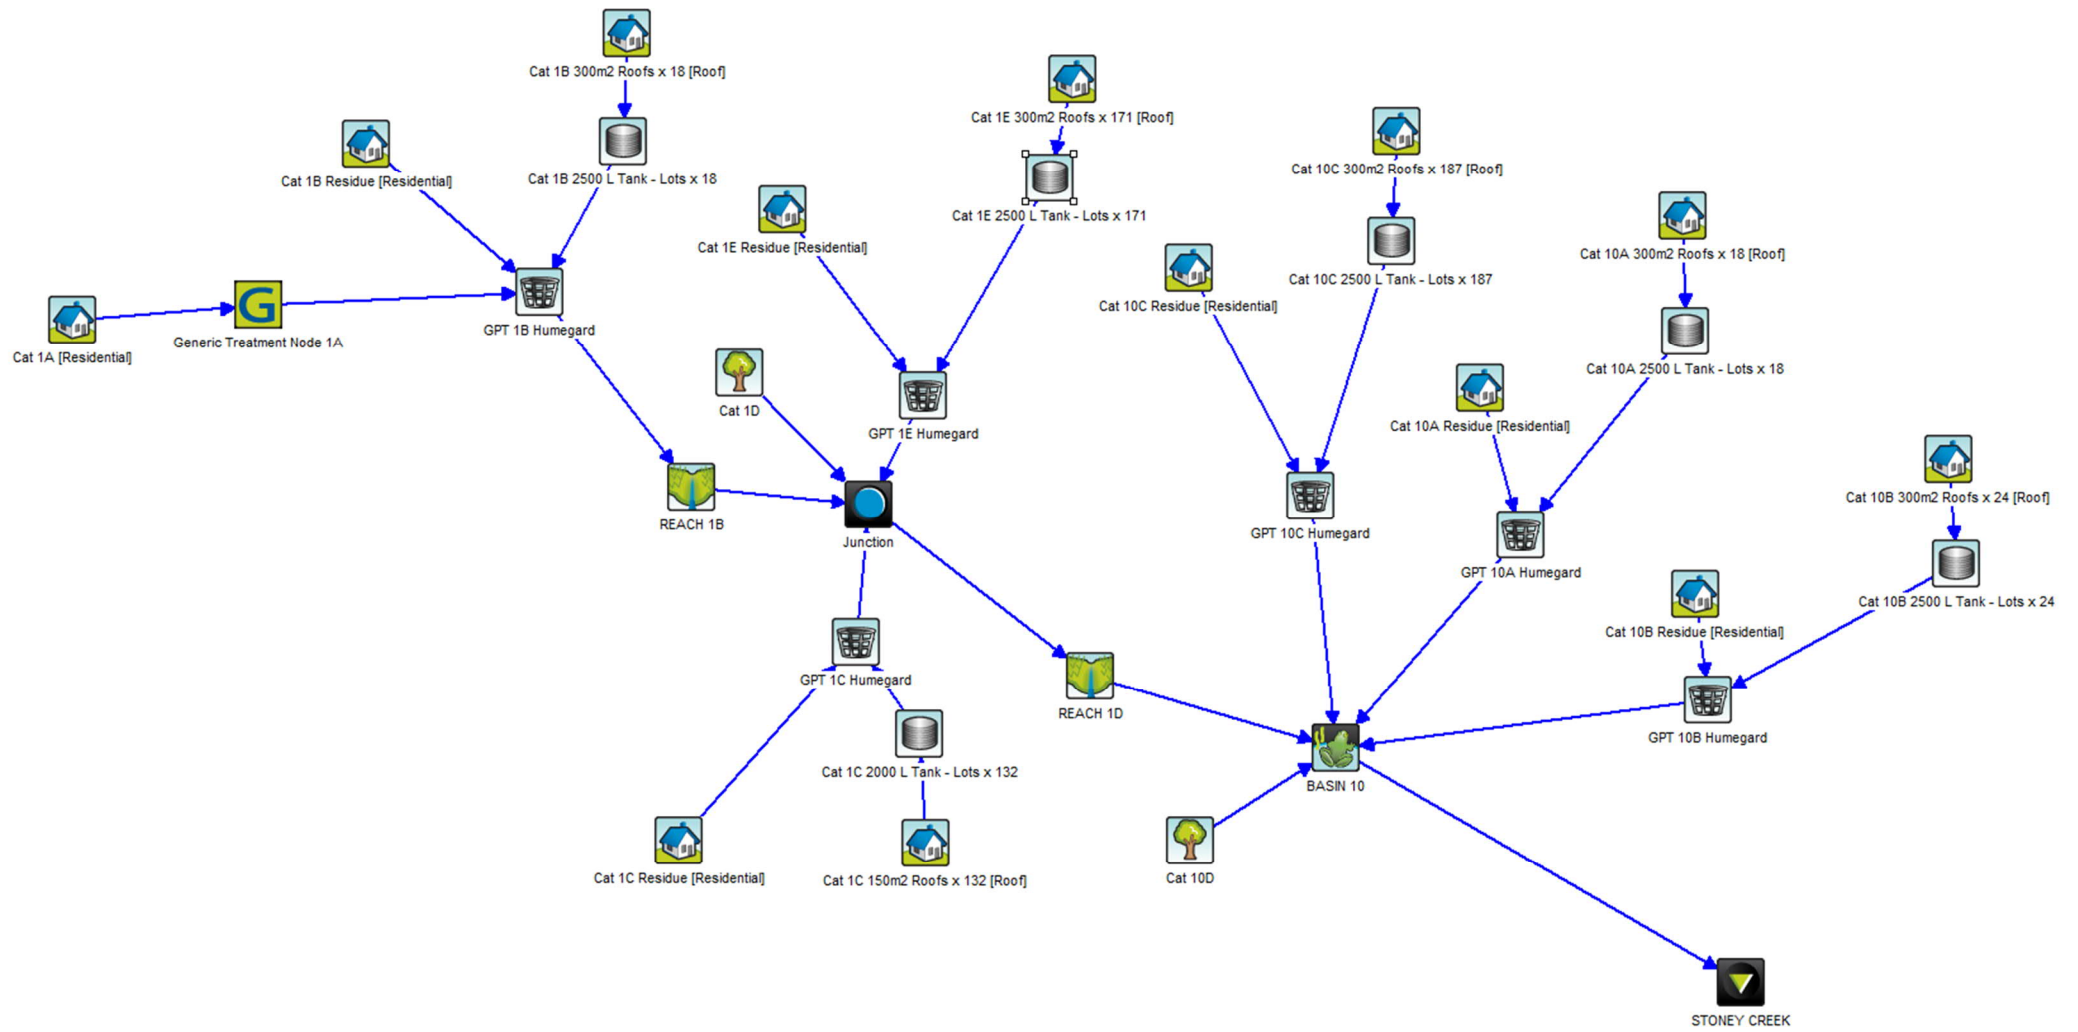 Cat 1B 300m2 Roofs x 18 [Roof]
Cat 1E 300m2 Roofs x 171 [Roof]
Cat 10C 300m2 Roofs x 187 [Roof]
Cat 1B Residue [Residential]
Cat 1B 2500 L Tank - Lots x 18
Cat 1E 2500 L Tank - Lots x 171
Cat 1E Residue [Residential]
Cat 10A 300m2 Roofs x 18 [Roof]
Cat 10C 2500 L Tank - Lots x 187
Cat 10C Residue [Residential]
G
GPT 1B Humegard
Generic Treatment Node 1A
Cat 1A [Residential]
Cat 10A 2500 L Tank - Lots x 18
Cat 1D
Cat 10A Residue [Residential]
GPT 1E Humegard
Cat 10B 300m2 Roofs x 24 [Roof]
REACH 1B
GPT 10C Humegard
Junction
GPT 10A Humegard
Cat 10B 2500 L Tank - Lots x 24
Cat 10B Residue [Residential]
GPT 1C Humegard
REACH 1D
GPT 10B Humegard
Cat 1C 2000 L Tank - Lots x 132
BASIN 10
Cat 1C Residue [Residential]
Cat 1C 150m2 Roofs x 132 [Roof]
Cat 10D
STONEY CREEK